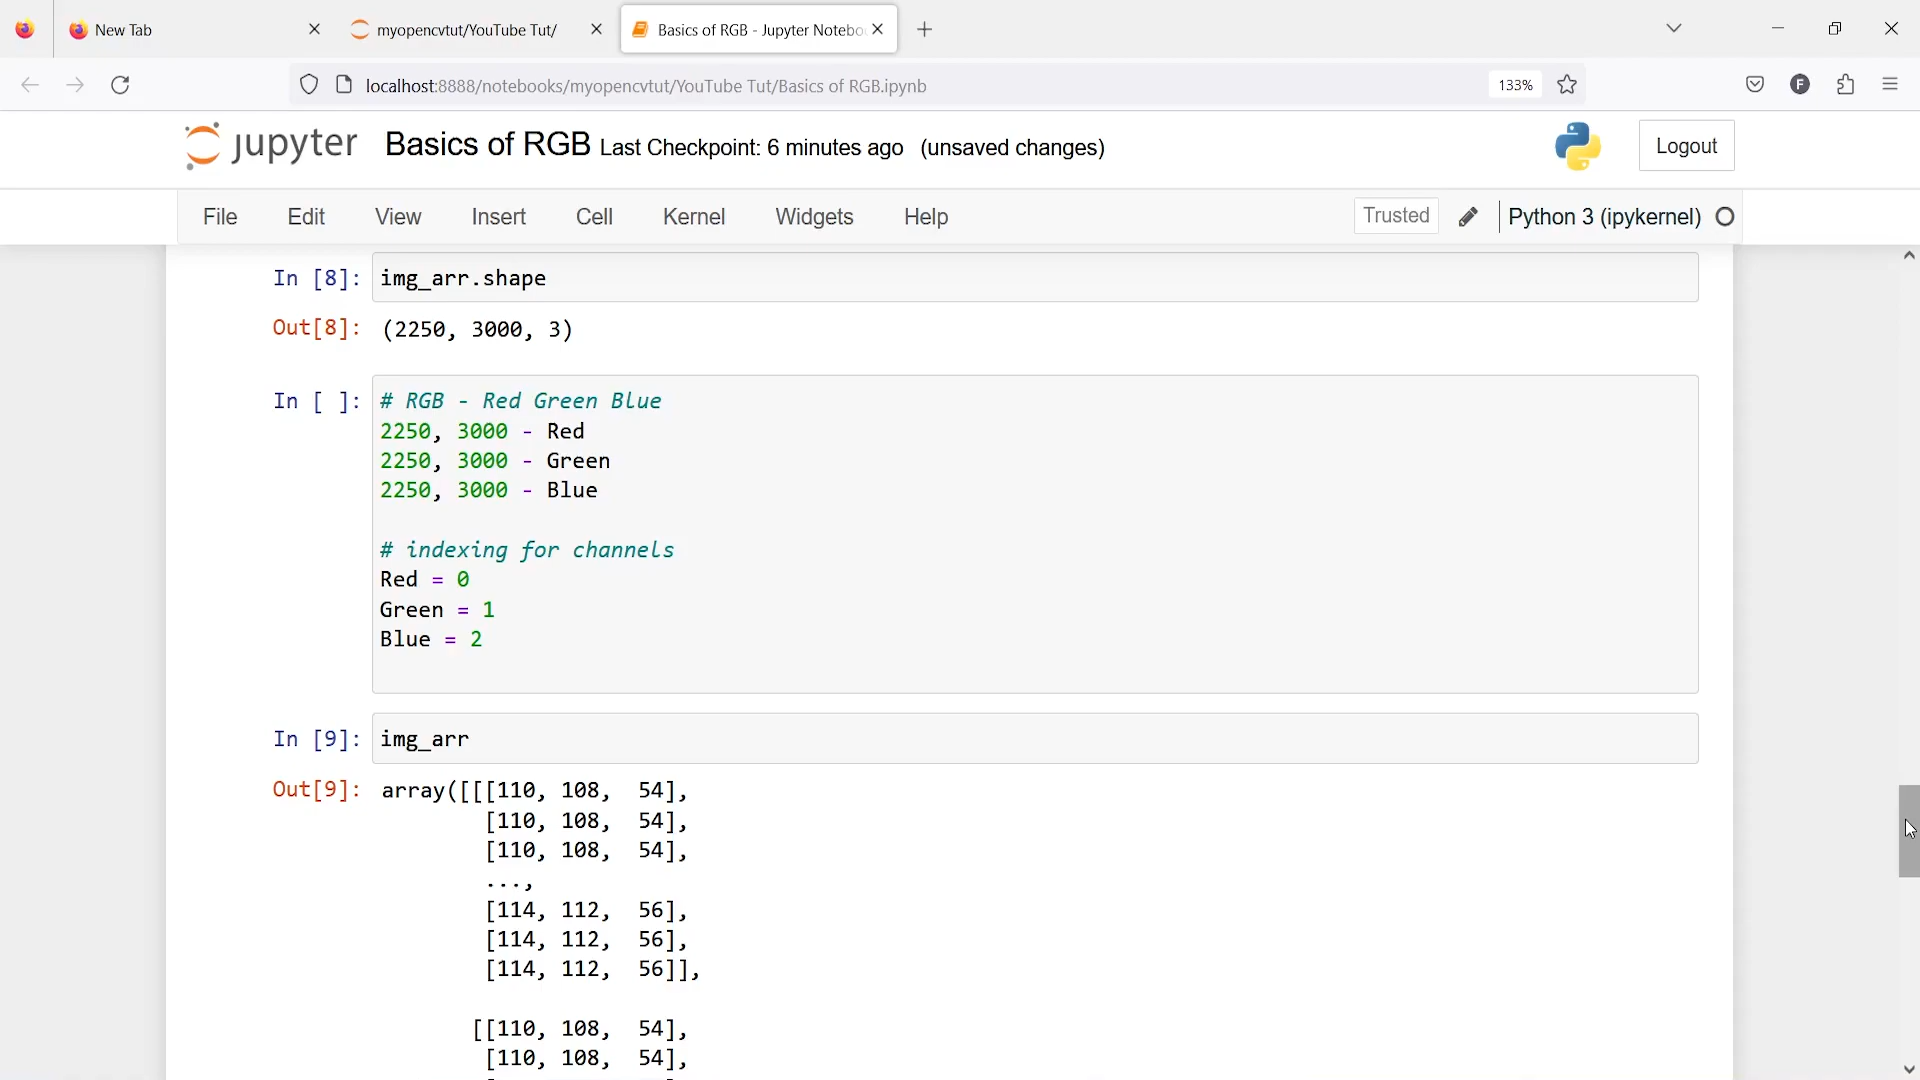 New Tab
myopencvtut/YouTube Tut/
Basics of RGB - Jupyter Notebo
localhost:8888/notebooks/myopencvtut/YouTube Tut/Basics of RGB.ipynb
133%
F
jupyter
Basics of RGB Last Checkpoint: 6 minutes ago (unsaved changes)
Logout
File Edit View Insert Cell Kernel Widgets Help
Trusted
Python 3 (ipykernel)
In [8]: img_arr.shape
Out[8]: (2250, 3000, 3)
In [ ]: # RGB - Red Green Blue
2250, 3000 - Red
2250, 3000 - Green
2250, 3000 - Blue
# indexing for channels
Red = 0
Green = 1
Blue = 2
In [9]: img_arr
Out[9]: array([[[110, 108, 54],
[110, 108, 54],
[110, 108, 54],
...,
[114, 112, 56],
[114, 112, 56],
[114, 112, 56]],
[[110, 108, 54],
[110, 108, 54],